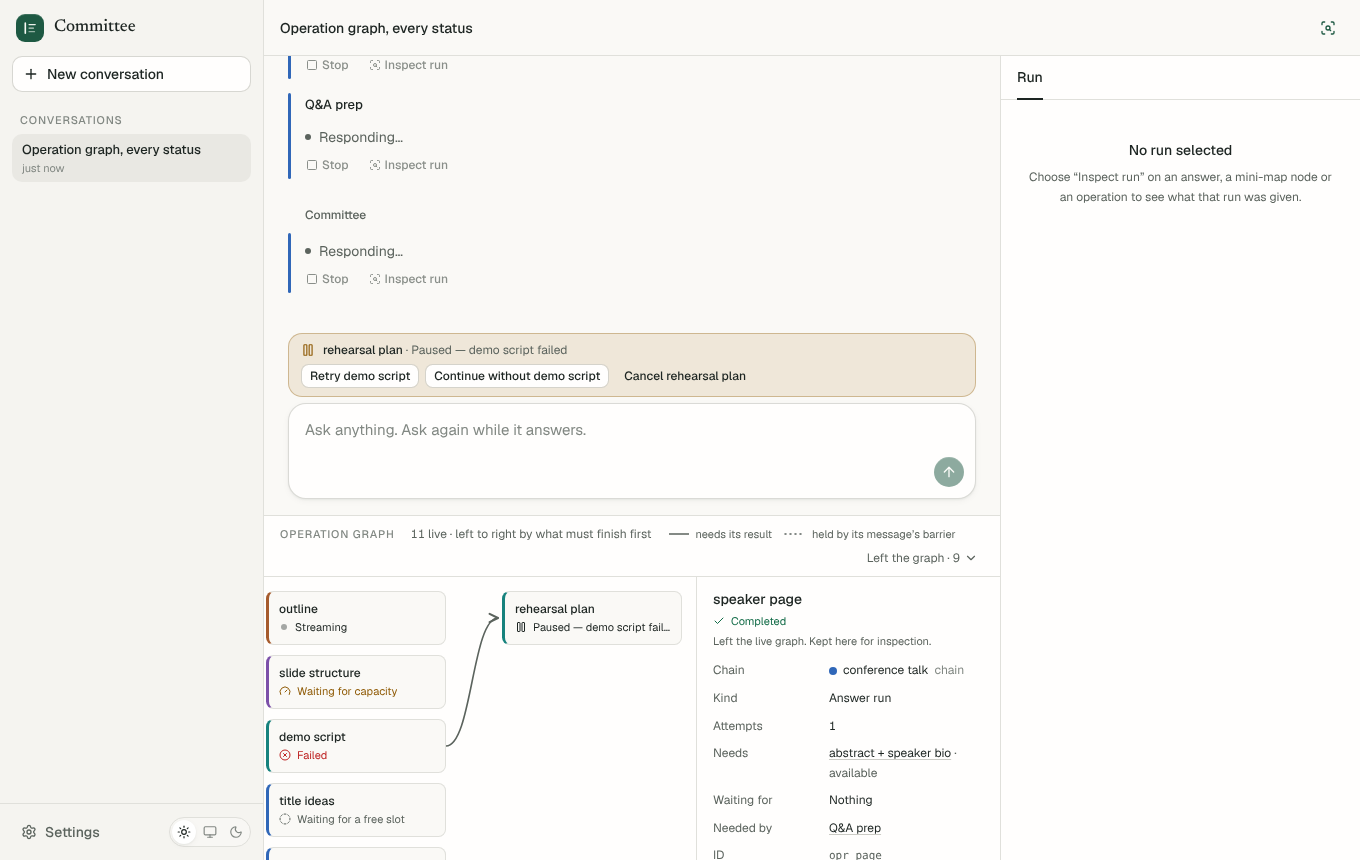 Committee
New conversation
CONVERSATIONS
Operation graph, every status
just now
Settings
Operation graph, every status
Stop
Inspect run
Q&A prep
Responding…
Stop
Inspect run
Committee
Responding…
Stop
Inspect run
rehearsal plan · Paused — demo script failed
Retry demo script
Continue without demo script
Cancel rehearsal plan
Ask anything. Ask again while it answers.
OPERATION GRAPH
11 live · left to right by what must finish first
needs its result
held by its message's barrier
Left the graph · 9
outline
Streaming
slide structure
Waiting for capacity
demo script
Failed
title ideas
Waiting for a free slot
rehearsal plan
Paused — demo script fail…
speaker page
Completed
Left the live graph. Kept here for inspection.
Chain
conference talk chain
Kind
Answer run
Attempts
1
Needs
abstract + speaker bio ·
available
Waiting for
Nothing
Needed by
Q&A prep
ID
opr_page
Run
No run selected
Choose “Inspect run” on an answer, a mini-map node or
an operation to see what that run was given.